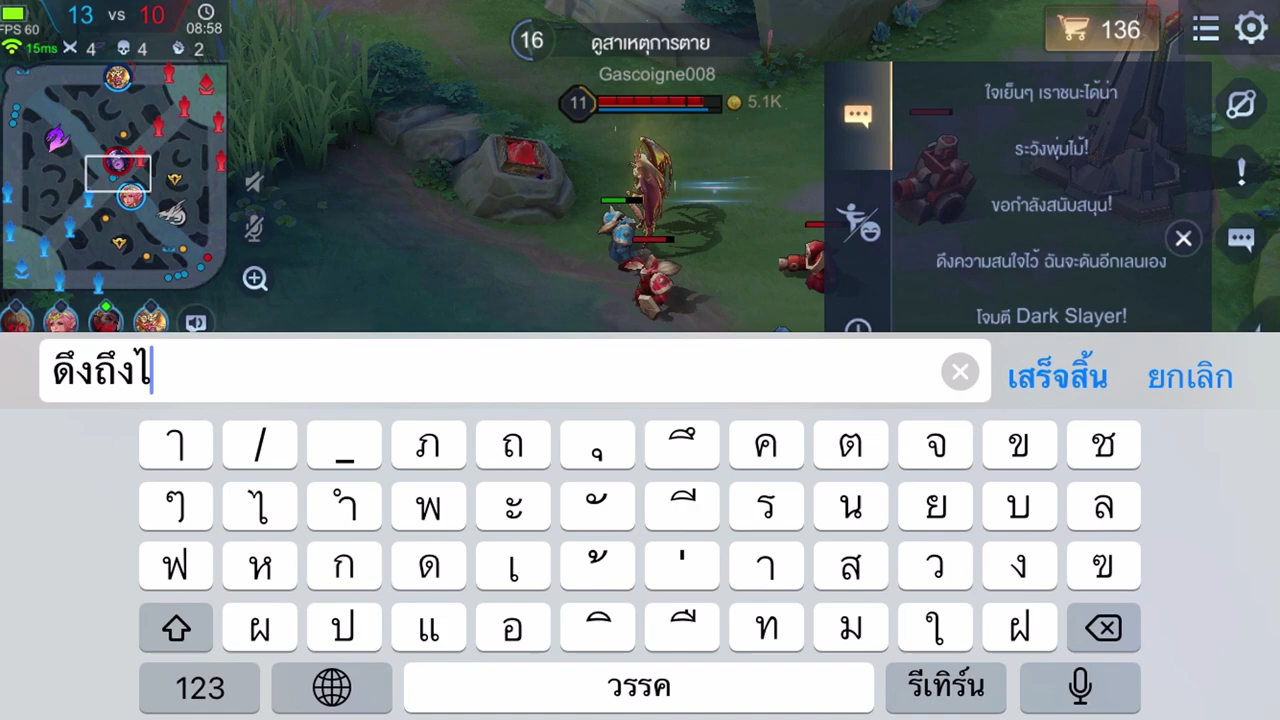 13 vs 10
08:58
FPS 60
15ms 4 4 2
16
ดูสาเหตุการตาย
Gascoigne008
11
5.1K
136
ใจเย็นๆ เราชนะได้น่า
ระวังพุ่มไม้!
ขอกำลังสนับสนุน!
ดึงความสนใจไว้ ฉันจะดันอีกเลนเอง
โจมตี Dark Slayer!
ดึงถึงไ
เสร็จสิ้น
ยกเลิก
ๅ / _ ภ ถ ุ ึ ค ต จ ข ช
ๆ ไ ำ พ ะ ั ี ร น ย บ ล
ฟ ห ก ด เ ้ ่ า ส ว ง ฃ
ผ ป แ อ ิ ื ท ม ใ ฝ
123 วรรค รีเทิร์น